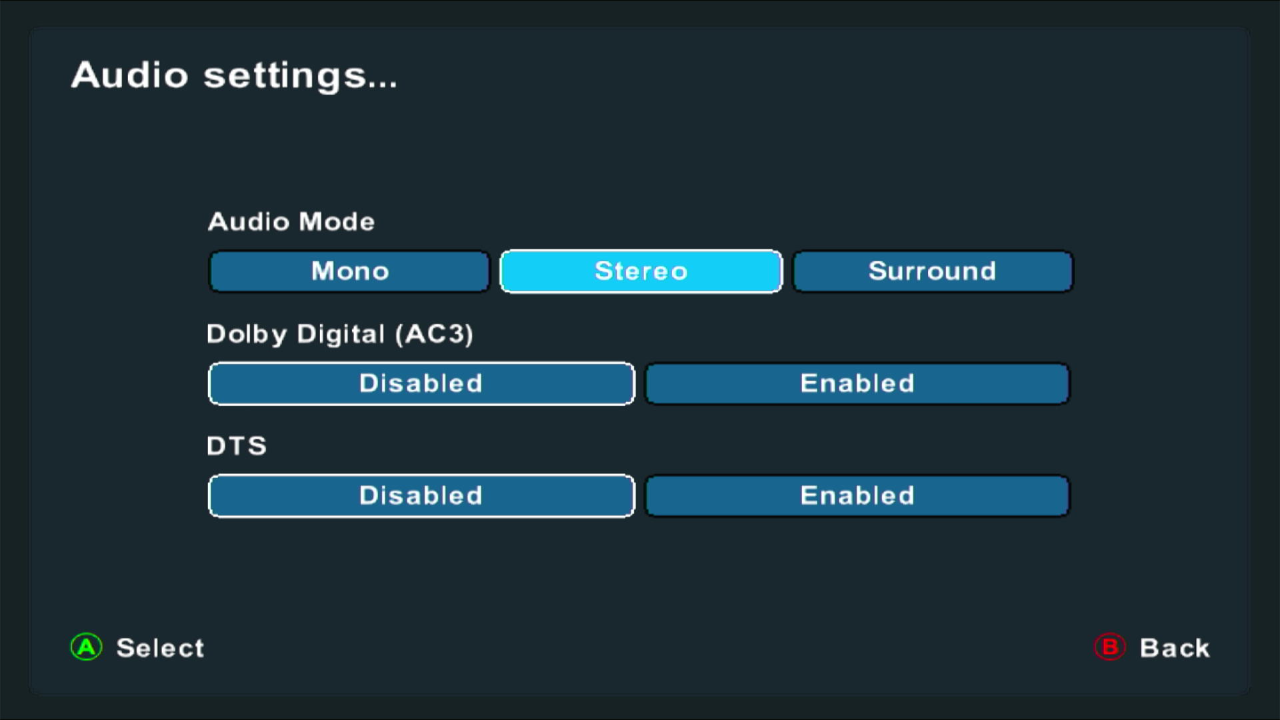 Audio settings...
Audio Mode
Mono Stereo Surround
Dolby Digital (AC3)
Disabled Enabled
DTS
Disabled Enabled
A Select B Back